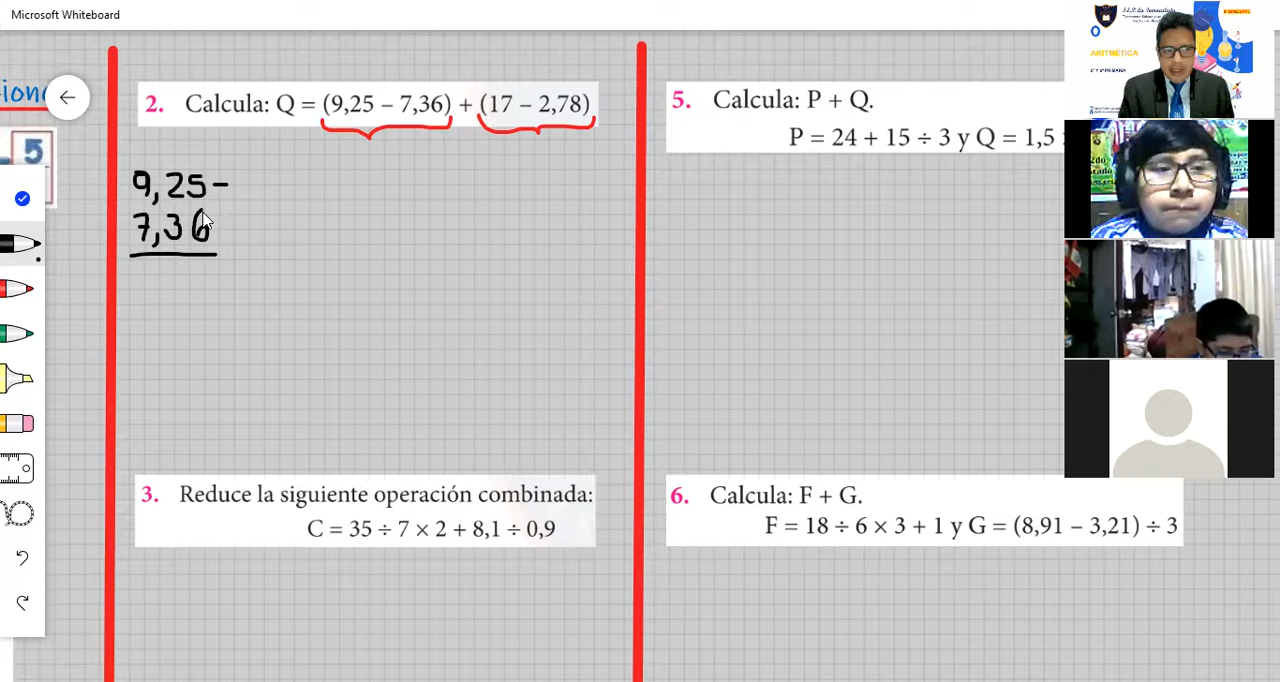 Microsoft Whiteboard
5
2. Calcula: Q = (9,25 − 7,36) + (17 − 2,78)
9,25 −
7,36
3. Reduce la siguiente operación combinada:
C = 35 ÷ 7 × 2 + 8,1 ÷ 0,9
5. Calcula: P + Q.
P = 24 + 15 ÷ 3 y Q = 1,5
6. Calcula: F + G.
F = 18 ÷ 6 × 3 + 1 y G = (8,91 − 3,21) ÷ 3
ARITMÉTICA